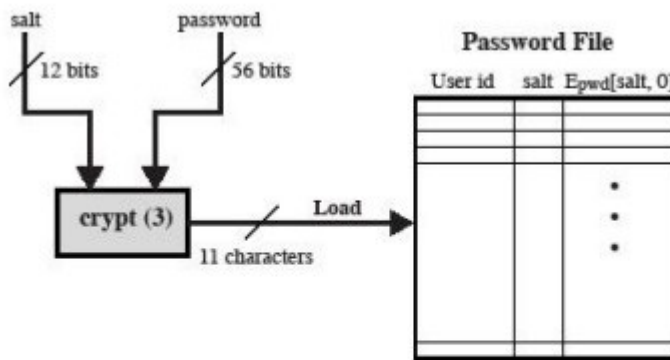 salt
password
12 bits
56 bits
Password File
User id
salt
Epwd[salt, 0]
crypt (3)
Load
11 characters